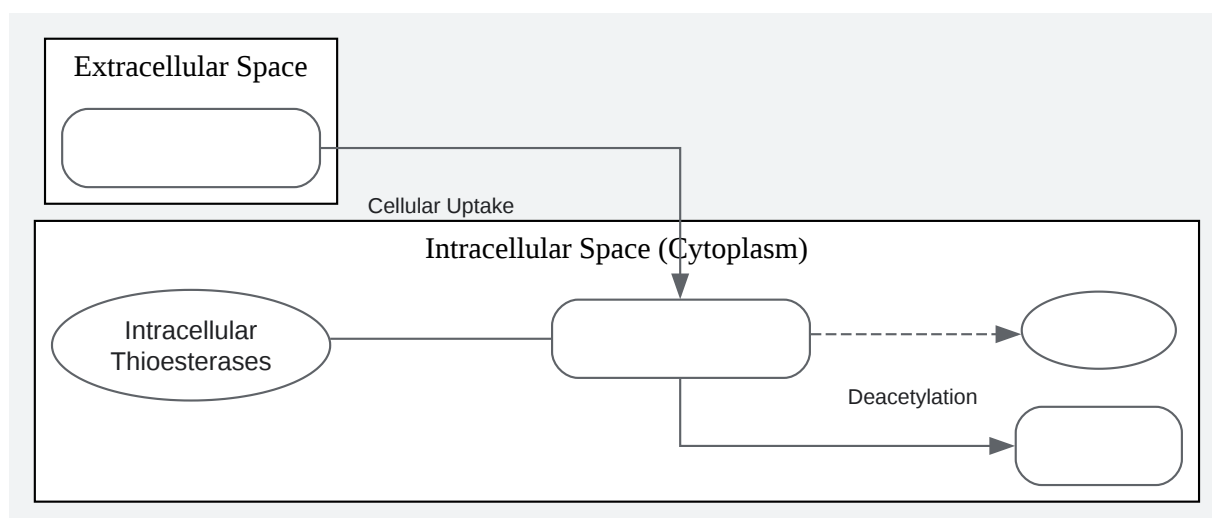 Extracellular Space
Cellular Uptake
Intracellular Space (Cytoplasm)
Intracellular
Thioesterases
Deacetylation